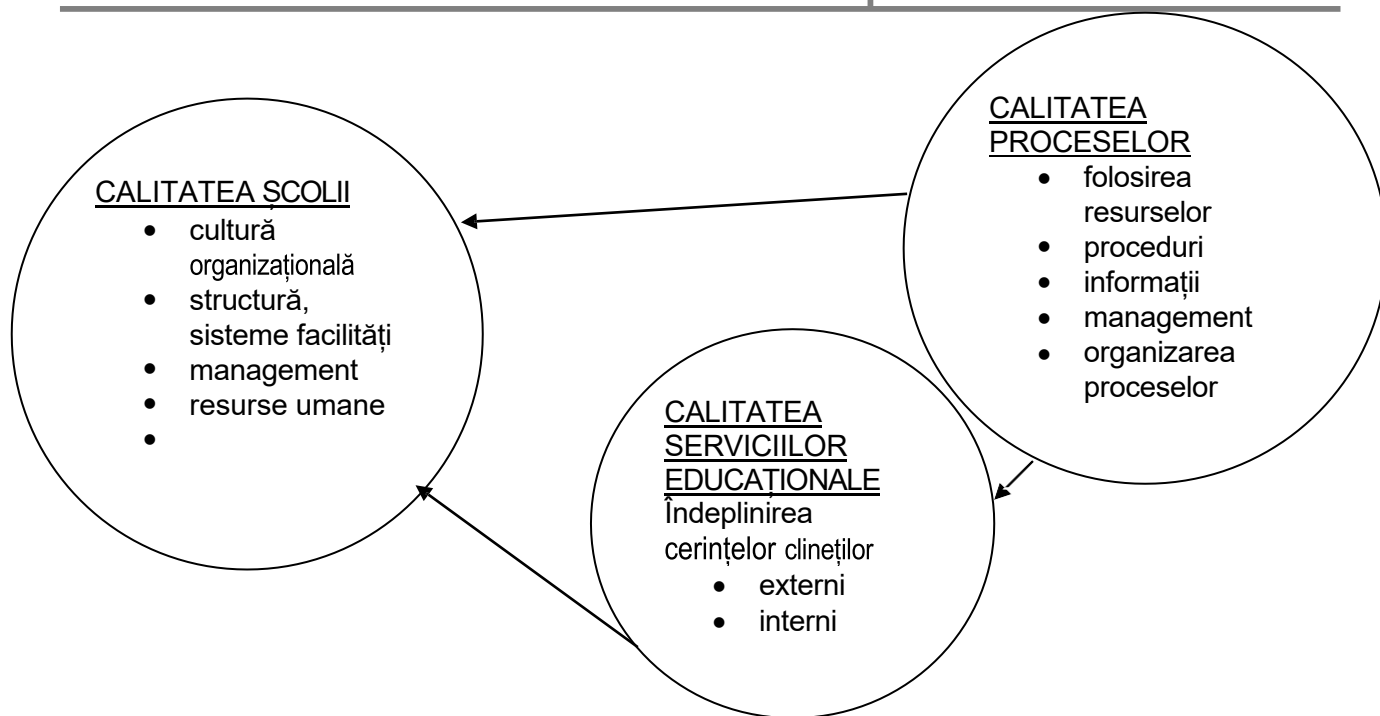 CALITATEA ȘCOLII
• cultură
organizațională
• structură,
sisteme facilități
• management
• resurse umane
•
CALITATEA
PROCESELOR
• folosirea
resurselor
• proceduri
• informații
• management
• organizarea
proceselor
CALITATEA
SERVICIILOR
EDUCAȚIONALE
Îndeplinirea
cerințelor clineților
• externi
• interni